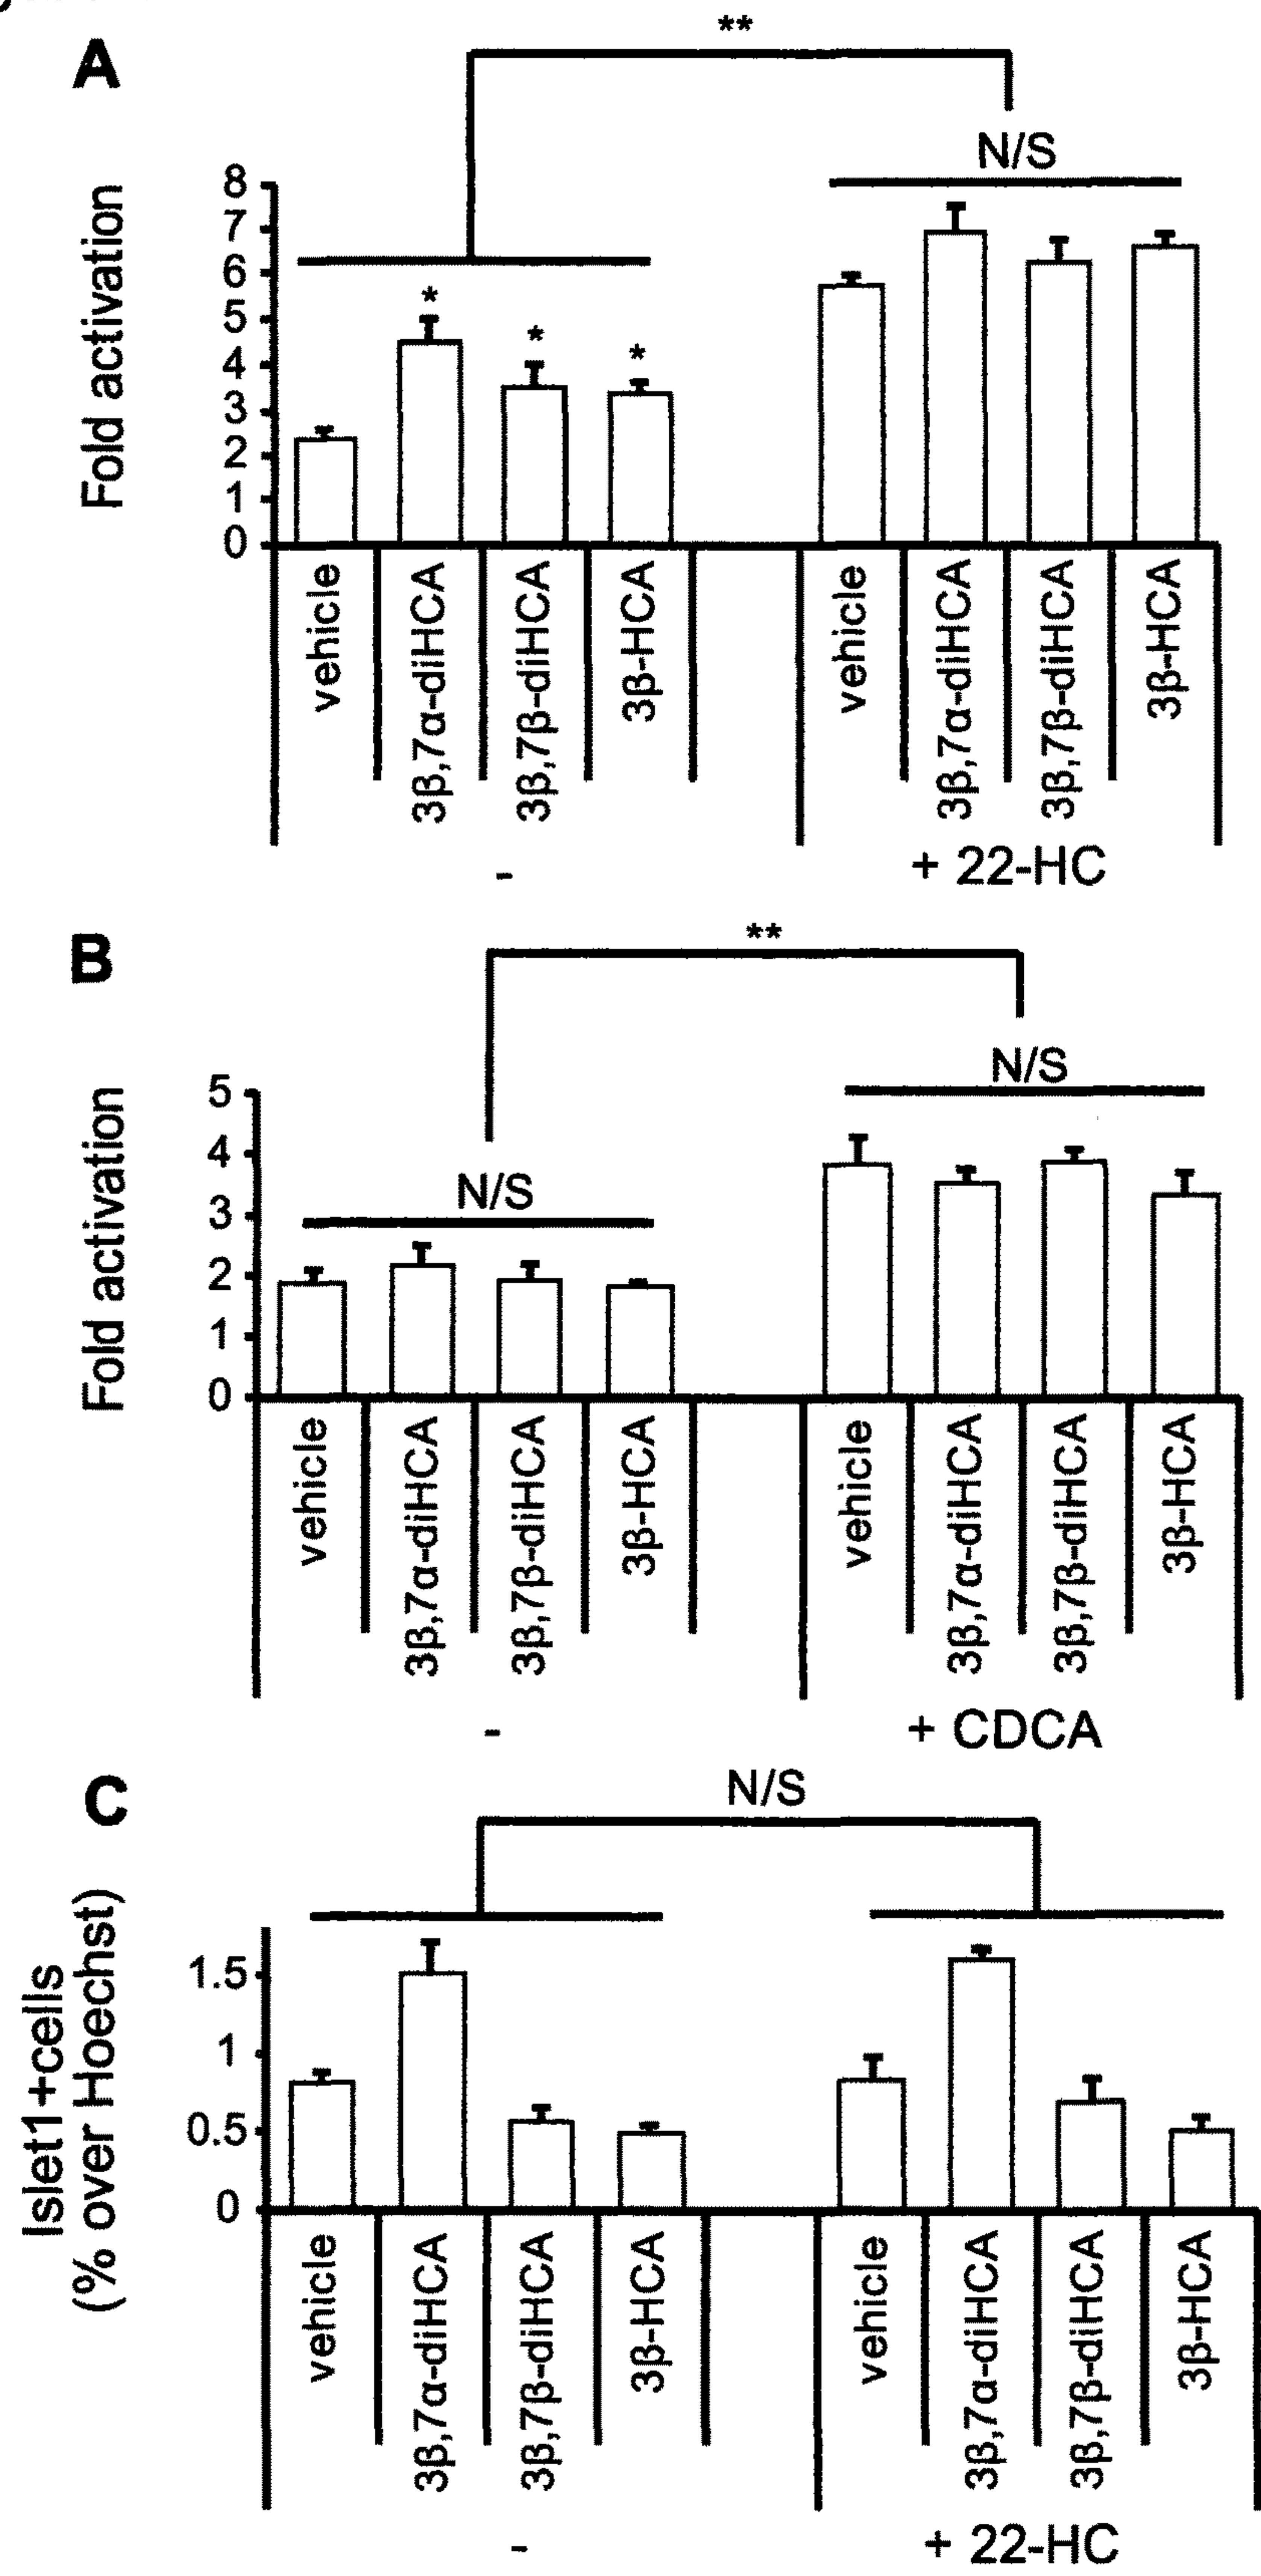 A
**
N/S
Fold activation
8
7
6
5
4
3
2
1
0
*
*
*
vehicle
3β,7α-diHCA
3β,7β-diHCA
3β-HCA
vehicle
3β,7α-diHCA
3β,7β-diHCA
3β-HCA
-
+ 22-HC
B
**
N/S
N/S
Fold activation
5
4
3
2
1
0
vehicle
3β,7α-diHCA
3β,7β-diHCA
3β-HCA
vehicle
3β,7α-diHCA
3β,7β-diHCA
3β-HCA
-
+ CDCA
C
N/S
Islet1+cells
(% over Hoechst)
1.5
1
0.5
0
vehicle
3β,7α-diHCA
3β,7β-diHCA
3β-HCA
vehicle
3β,7α-diHCA
3β,7β-diHCA
3β-HCA
-
+ 22-HC